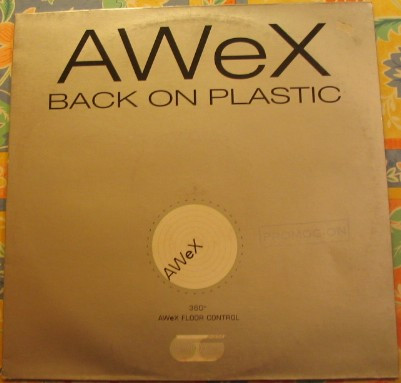 AWeX
BACK ON PLASTIC
AWeX
360°
AWeX FLOOR CONTROL